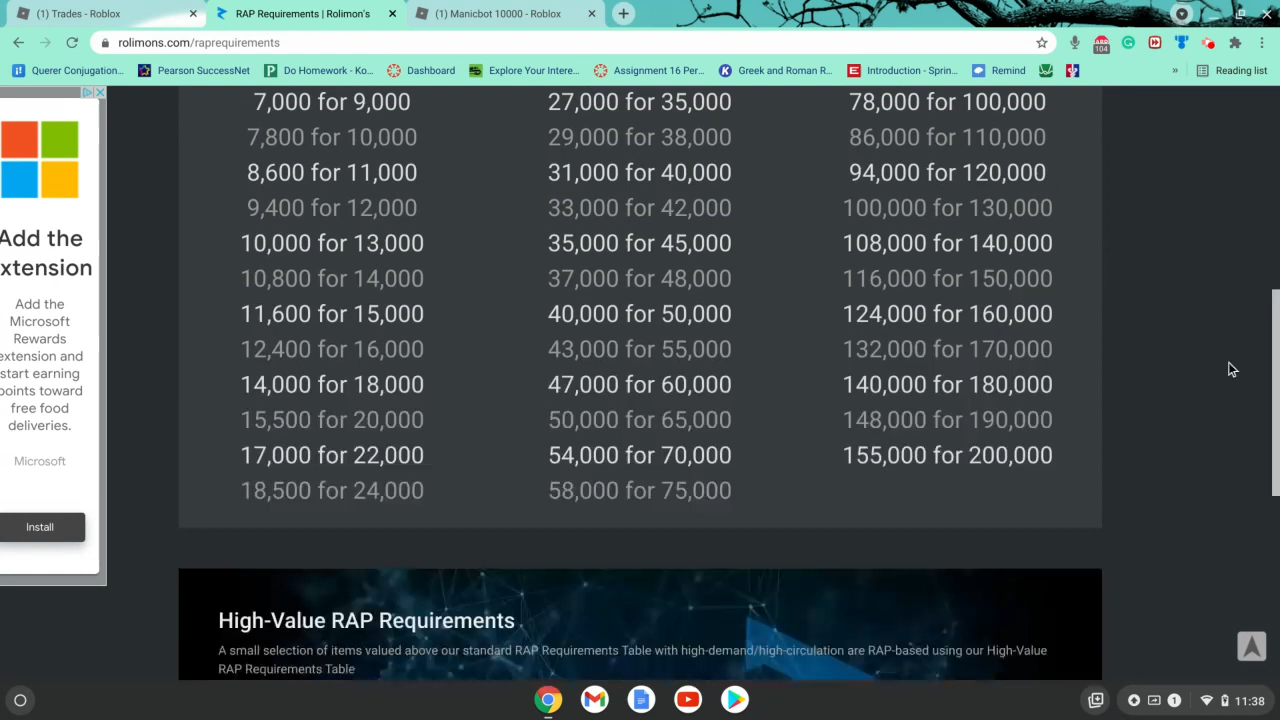 (1) Trades - Roblox
RAP Requirements | Rolimon's
(1) Manicbot 10000 - Roblox
rolimons.com/raprequirements
104
Querer Conjugation...
Pearson SuccessNet
Do Homework - Ko...
Dashboard
Explore Your Intere...
Assignment 16 Per...
Greek and Roman R...
Introduction - Sprin...
Remind
»
Reading list
Add the
xtension
Add the
Microsoft
Rewards
extension and
start earning
points toward
free food
deliveries.
Microsoft
Install
7,000 for 9,000
7,800 for 10,000
8,600 for 11,000
9,400 for 12,000
10,000 for 13,000
10,800 for 14,000
11,600 for 15,000
12,400 for 16,000
14,000 for 18,000
15,500 for 20,000
17,000 for 22,000
18,500 for 24,000
27,000 for 35,000
29,000 for 38,000
31,000 for 40,000
33,000 for 42,000
35,000 for 45,000
37,000 for 48,000
40,000 for 50,000
43,000 for 55,000
47,000 for 60,000
50,000 for 65,000
54,000 for 70,000
58,000 for 75,000
78,000 for 100,000
86,000 for 110,000
94,000 for 120,000
100,000 for 130,000
108,000 for 140,000
116,000 for 150,000
124,000 for 160,000
132,000 for 170,000
140,000 for 180,000
148,000 for 190,000
155,000 for 200,000
High-Value RAP Requirements
A small selection of items valued above our standard RAP Requirements Table with high-demand/high-circulation are RAP-based using our High-Value
RAP Requirements Table
1
11:38